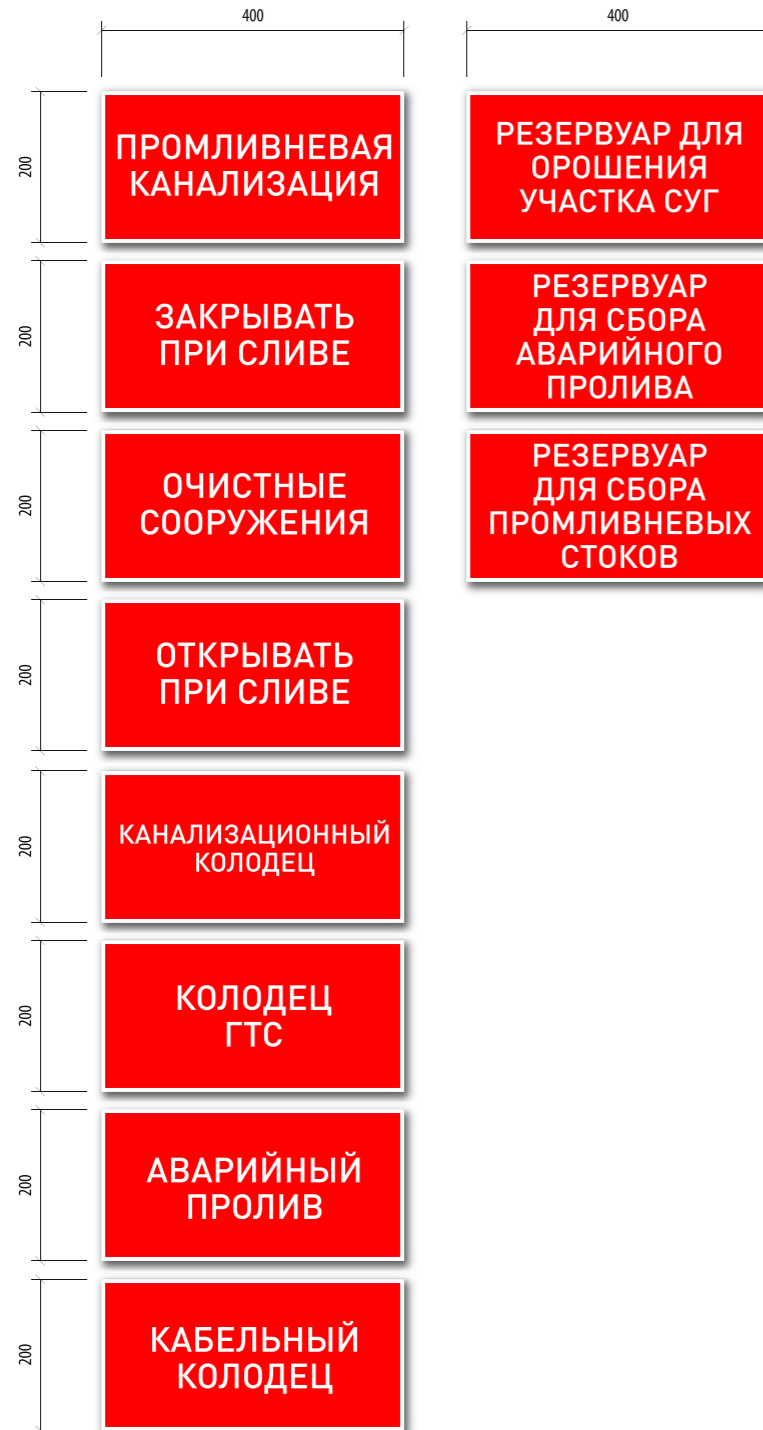 400
200
ПРОМЛИВНЕВАЯ
КАНАЛИЗАЦИЯ
200
ЗАКРЫВАТЬ
ПРИ СЛИВЕ
200
ОЧИСТНЫЕ
СООРУЖЕНИЯ
200
ОТКРЫВАТЬ
ПРИ СЛИВЕ
200
КАНАЛИЗАЦИОННЫЙ
КОЛОДЕЦ
200
КОЛОДЕЦ
ГТС
200
АВАРИЙНЫЙ
ПРОЛИВ
200
КАБЕЛЬНЫЙ
КОЛОДЕЦ
400
РЕЗЕРВУАР ДЛЯ
ОРОШЕНИЯ
УЧАСТКА СУГ
РЕЗЕРВУАР
ДЛЯ СБОРА
АВАРИЙНОГО
ПРОЛИВА
РЕЗЕРВУАР
ДЛЯ СБОРА
ПРОМЛИВНЕВЫХ
СТОКОВ